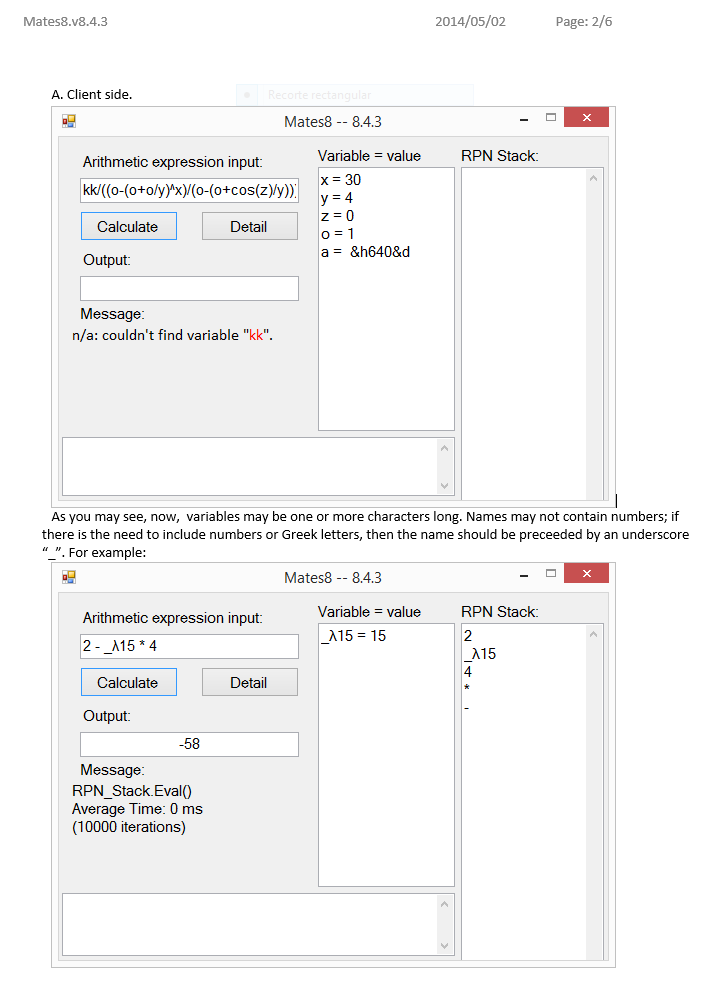 Mates8.v8.4.3 2014/05/02 Page: 2/6
A. Client side.
Recorte rectangular
Mates8 -- 8.4.3
Arithmetic expression input:
kk/((o-(o+o/y)^x)/(o-(o+cos(z)/y))
Calculate Detail
Output:
Message:
n/a: couldn't find variable "kk".
Variable = value
x = 30
y = 4
z = 0
o = 1
a = &h640&d
RPN Stack:
As you may see, now, variables may be one or more characters long. Names may not contain numbers; if
there is the need to include numbers or Greek letters, then the name should be preceeded by an underscore
“_”. For example:
Mates8 -- 8.4.3
Arithmetic expression input:
2 - _λ15 * 4
Calculate Detail
Output:
-58
Message:
RPN_Stack.Eval()
Average Time: 0 ms
(10000 iterations)
Variable = value
_λ15 = 15
RPN Stack:
2
_λ15
4
*
-